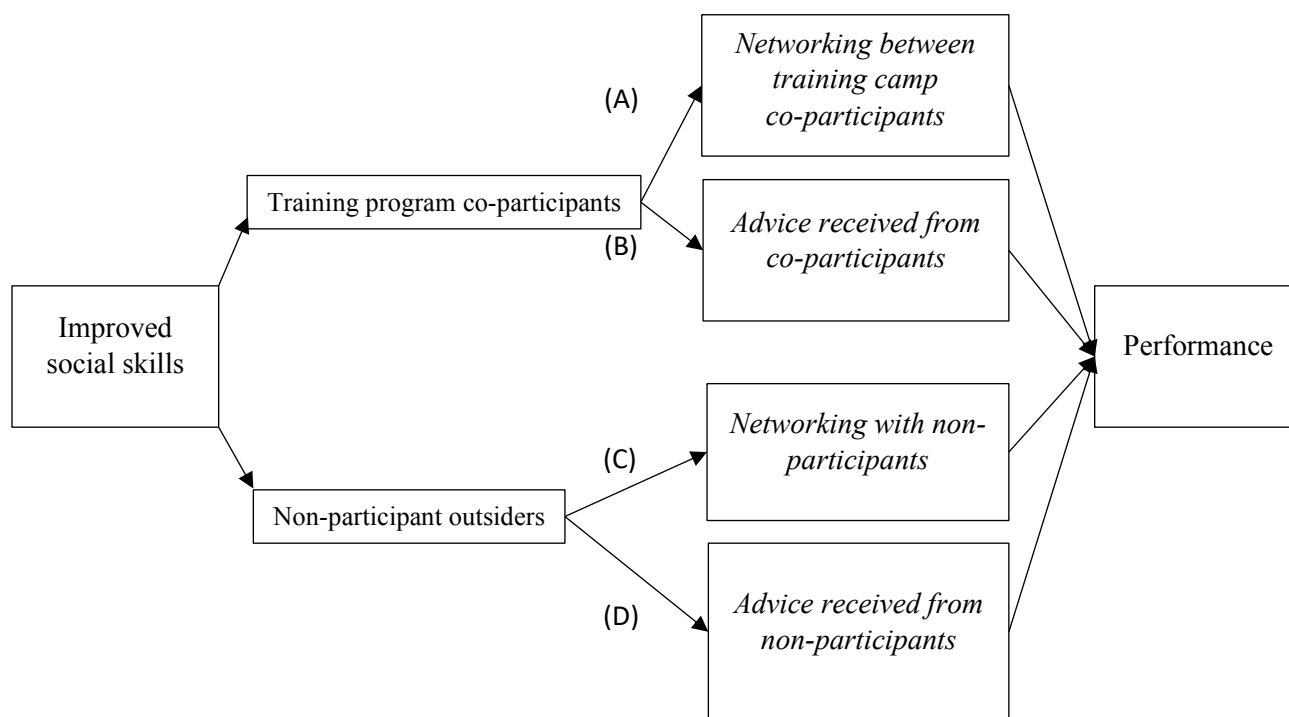 Networking between
training camp
co-participants
(A)
Training program co-participants
(B)
Advice received from
co-participants
Improved
social skills
Performance
Networking with non-
participants
(C)
Non-participant outsiders
(D)
Advice received from
non-participants